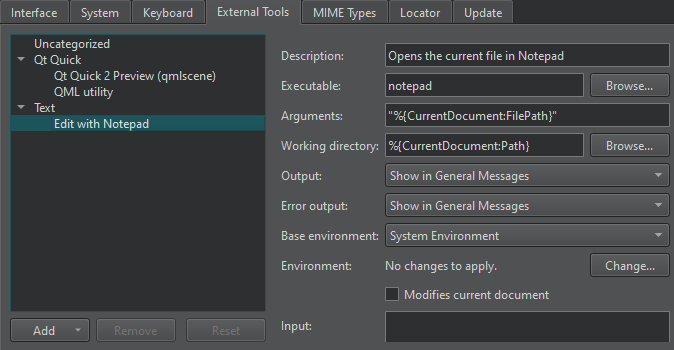 Interface System Keyboard External Tools MIME Types Locator Update
Uncategorized
Qt Quick
Qt Quick 2 Preview (qmlscene)
QML utility
Text
Edit with Notepad
Add Remove Reset
Description: Opens the current file in Notepad
Executable: notepad Browse...
Arguments: "%{CurrentDocument:FilePath}"
Working directory: %{CurrentDocument:Path} Browse...
Output: Show in General Messages
Error output: Show in General Messages
Base environment: System Environment
Environment: No changes to apply. Change...
Modifies current document
Input: